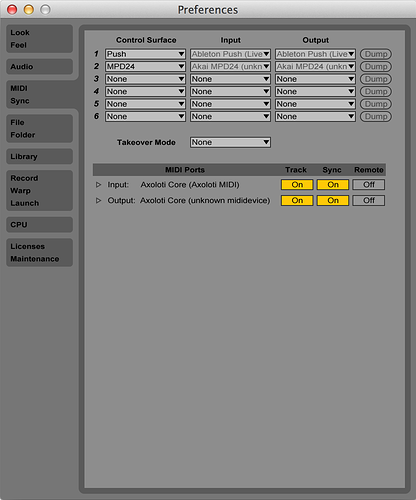 Preferences
Look
Feel
Audio
MIDI
Sync
File
Folder
Library
Record
Warp
Launch
CPU
Licenses
Maintenance
Control Surface Input Output
1 Push Ableton Push (Live Ableton Push (Live Dump
2 MPD24 Akai MPD24 (unkn Akai MPD24 (unkn Dump
3 None None None Dump
4 None None None Dump
5 None None None Dump
6 None None None Dump
Takeover Mode None
MIDI Ports Track Sync Remote
Input: Axoloti Core (Axoloti MIDI) On On Off
Output: Axoloti Core (unknown mididevice) On On Off